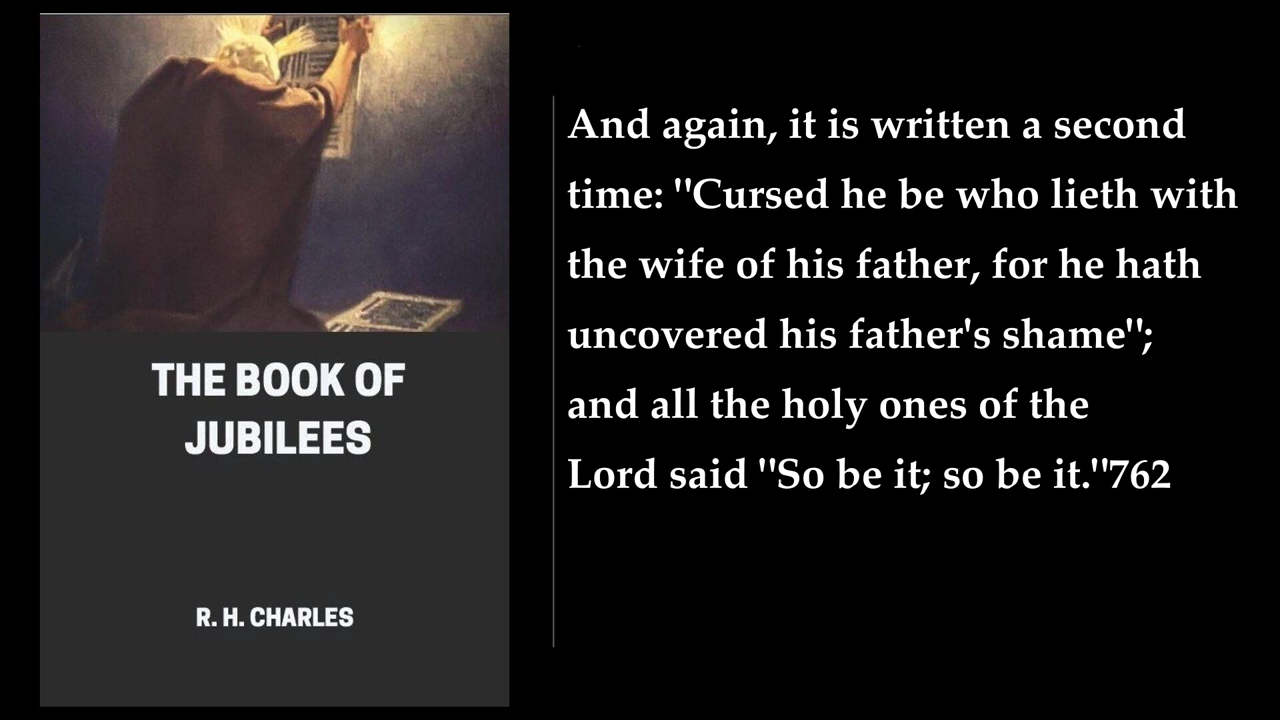 THE BOOK OF
JUBILEES
R. H. CHARLES
And again, it is written a second
time: "Cursed he be who lieth with
the wife of his father, for he hath
uncovered his father's shame";
and all the holy ones of the
Lord said "So be it; so be it."762